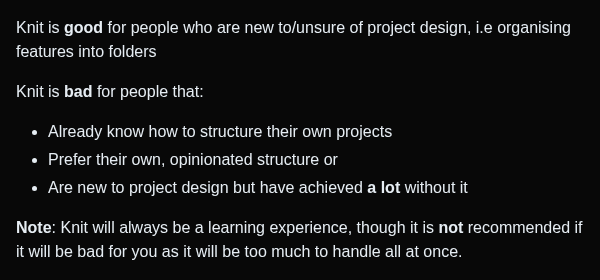 Knit is good for people who are new to/unsure of project design, i.e organising
features into folders
Knit is bad for people that:
• Already know how to structure their own projects
• Prefer their own, opinionated structure or
• Are new to project design but have achieved a lot without it
Note: Knit will always be a learning experience, though it is not recommended if
it will be bad for you as it will be too much to handle all at once.